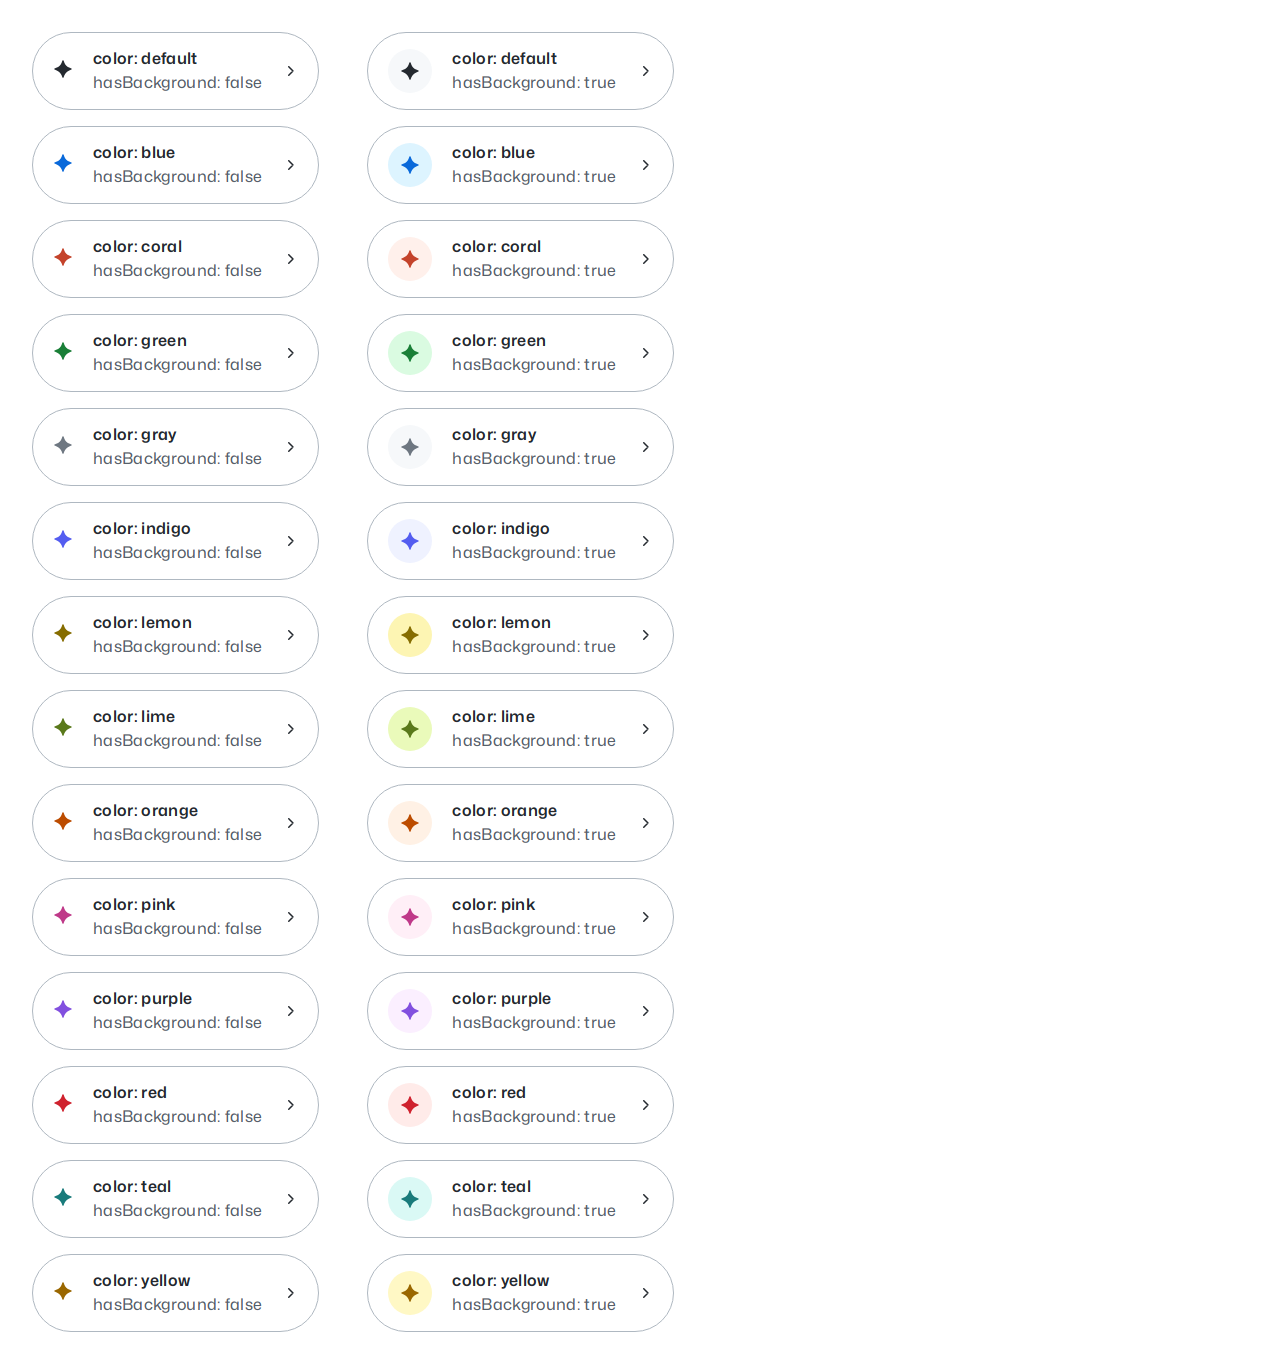 color: default
hasBackground: false
color: default
hasBackground: true
color: blue
hasBackground: false
color: blue
hasBackground: true
color: coral
hasBackground: false
color: coral
hasBackground: true
color: green
hasBackground: false
color: green
hasBackground: true
color: gray
hasBackground: false
color: gray
hasBackground: true
color: indigo
hasBackground: false
color: indigo
hasBackground: true
color: lemon
hasBackground: false
color: lemon
hasBackground: true
color: lime
hasBackground: false
color: lime
hasBackground: true
color: orange
hasBackground: false
color: orange
hasBackground: true
color: pink
hasBackground: false
color: pink
hasBackground: true
color: purple
hasBackground: false
color: purple
hasBackground: true
color: red
hasBackground: false
color: red
hasBackground: true
color: teal
hasBackground: false
color: teal
hasBackground: true
color: yellow
hasBackground: false
color: yellow
hasBackground: true